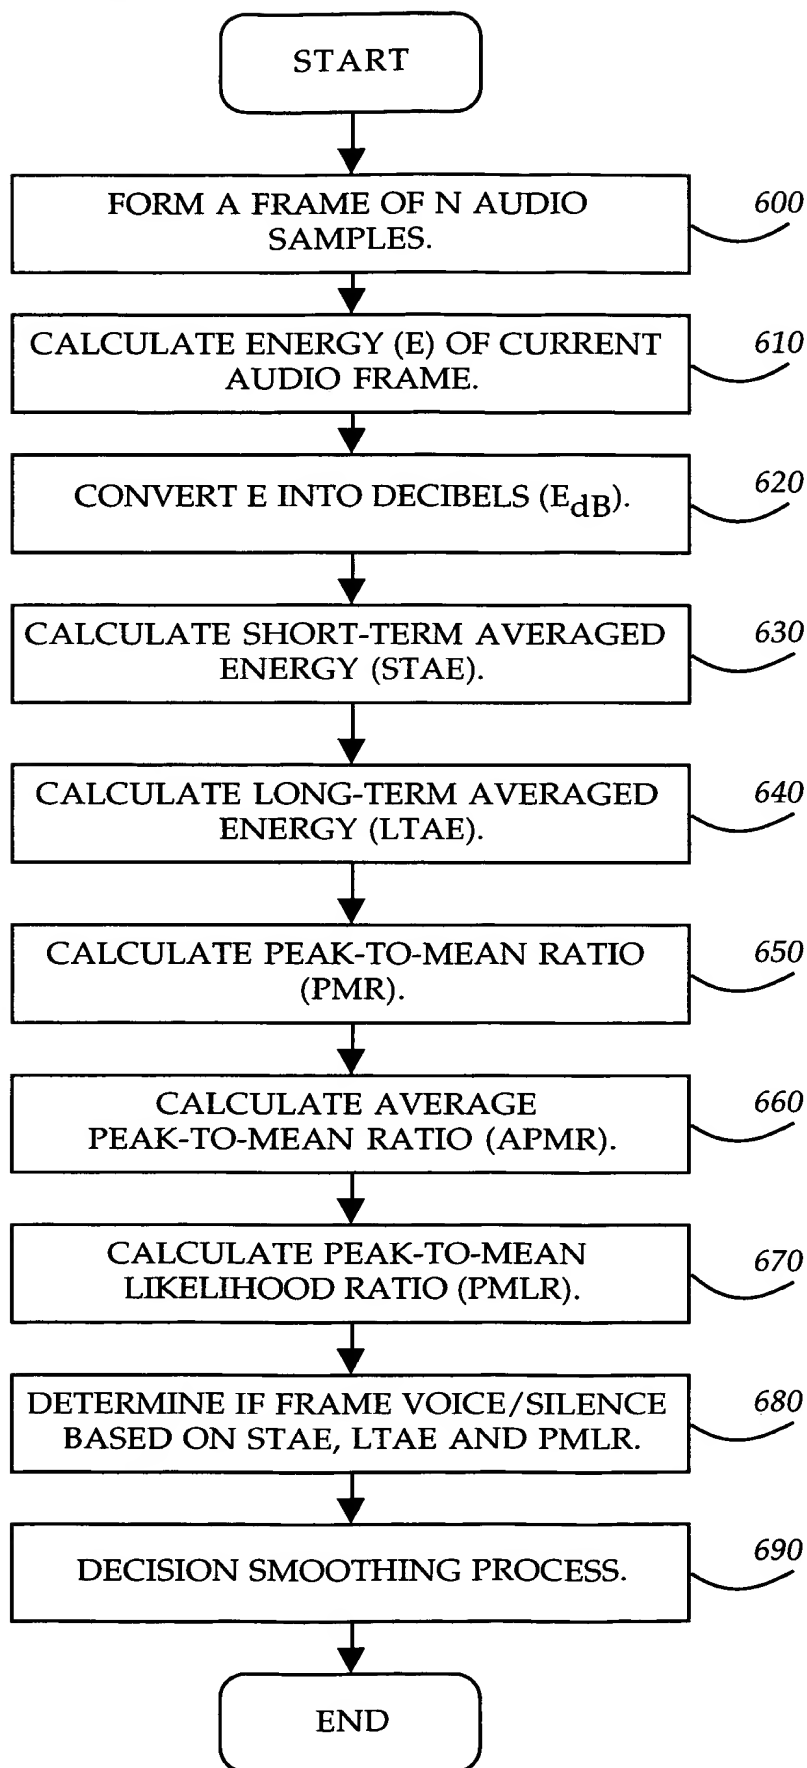 START
FORM A FRAME OF N AUDIO
SAMPLES.
600
CALCULATE ENERGY (E) OF CURRENT
AUDIO FRAME.
610
CONVERT E INTO DECIBELS (EdB).
620
CALCULATE SHORT-TERM AVERAGED
ENERGY (STAE).
630
CALCULATE LONG-TERM AVERAGED
ENERGY (LTAE).
640
CALCULATE PEAK-TO-MEAN RATIO
(PMR).
650
CALCULATE AVERAGE
PEAK-TO-MEAN RATIO (APMR).
660
CALCULATE PEAK-TO-MEAN
LIKELIHOOD RATIO (PMLR).
670
DETERMINE IF FRAME VOICE/SILENCE
BASED ON STAE, LTAE AND PMLR.
680
DECISION SMOOTHING PROCESS.
690
END